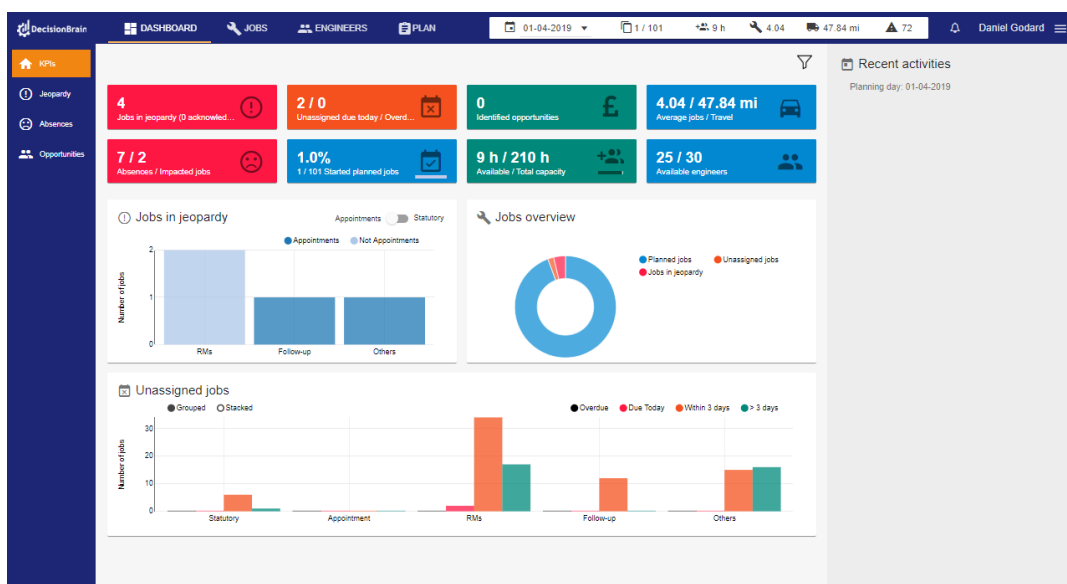 DecisionBrain
DASHBOARD
JOBS
ENGINEERS
PLAN
01-04-2019
1 / 101
9 h
4.04
47.84 mi
72
Daniel Godard
KPIs
Jeopardy
Absences
Opportunities
4
Jobs in jeopardy (0 acknowled...
2 / 0
Unassigned due today / Overd...
0
Identified opportunities
£
4.04 / 47.84 mi
Average jobs / Travel
7 / 2
Absences / Impacted jobs
1.0%
1 / 101 Started planned jobs
9 h / 210 h
Available / Total capacity
25 / 30
Available engineers
Jobs in jeopardy
Appointments
Statutory
Appointments
Not Appointments
Number of jobs
2
1
0
RMs
Follow-up
Others
Jobs overview
Planned jobs
Unassigned jobs
Jobs in jeopardy
Unassigned jobs
Grouped
Stacked
Overdue
Due Today
Within 3 days
> 3 days
Number of jobs
30
20
10
0
Statutory
Appointment
RMs
Follow-up
Others
Recent activities
Planning day: 01-04-2019